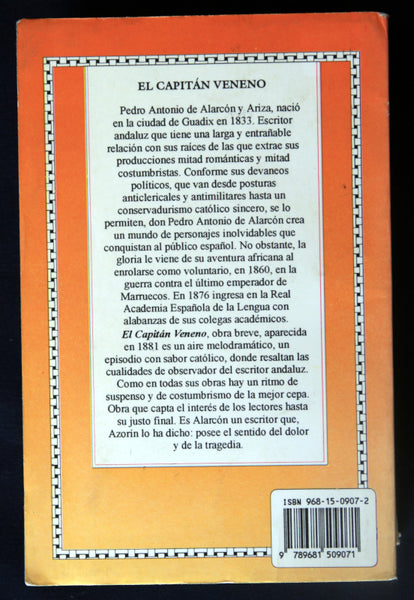 EL CAPITÁN VENENO
Pedro Antonio de Alarcón y Ariza, nació
en la ciudad de Guadix en 1833. Escritor
andaluz que tiene una larga y entrañable
relación con sus raíces de las que extrae sus
producciones mitad románticas y mitad
costumbristas. Conforme sus devaneos
políticos, que van desde posturas
anticlericales y antimilitares hasta un
conservadurismo católico sincero, se lo
permiten, don Pedro Antonio de Alarcón crea
un mundo de personajes inolvidables que
conquistan al público español. No obstante, la
gloria le viene de su aventura africana al
enrolarse como voluntario, en 1860, en la
guerra contra el último emperador de
Marruecos. En 1876 ingresa en la Real
Academia Española de la Lengua con
alabanzas de sus colegas académicos.
El Capitán Veneno, obra breve, aparecida
en 1881 es un aire melodramático, un
episodio con sabor católico, donde resaltan las
cualidades de observador del escritor andaluz.
Como en todas sus obras hay un ritmo de
suspenso y de costumbrismo de la mejor cepa.
Obra que capta el interés de los lectores hasta
su justo final. Es Alarcón un escritor que,
Azorin lo ha dicho: posee el sentido del dolor
y de la tragedia.
ISBN 968-15-0907-2
9 789681 509071